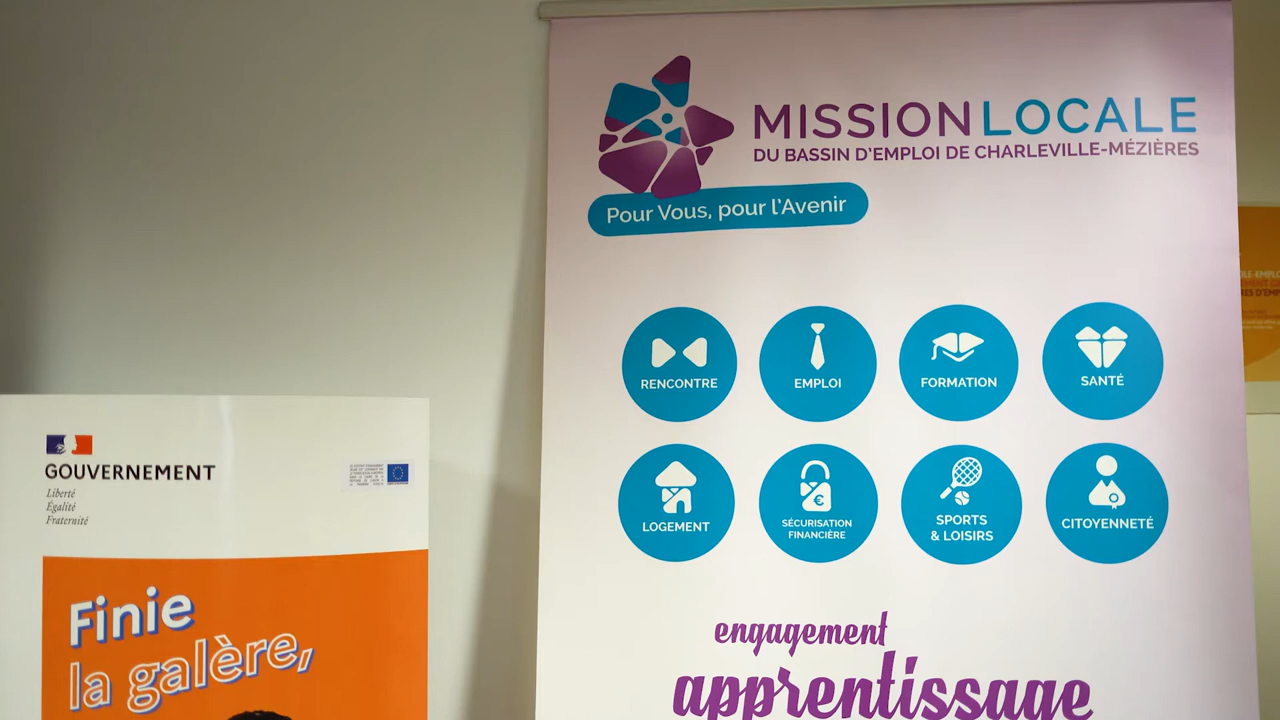 MISSION LOCALE
DU BASSIN D'EMPLOI DE CHARLEVILLE-MÉZIÈRES
Pour Vous, pour l'Avenir
RENCONTRE
EMPLOI
FORMATION
SANTÉ
LOGEMENT
SÉCURISATION
FINANCIÈRE
SPORTS
& LOISIRS
CITOYENNETÉ
engagement
apprentissage
GOUVERNEMENT
Liberté
Égalité
Fraternité
Finie
la galère,